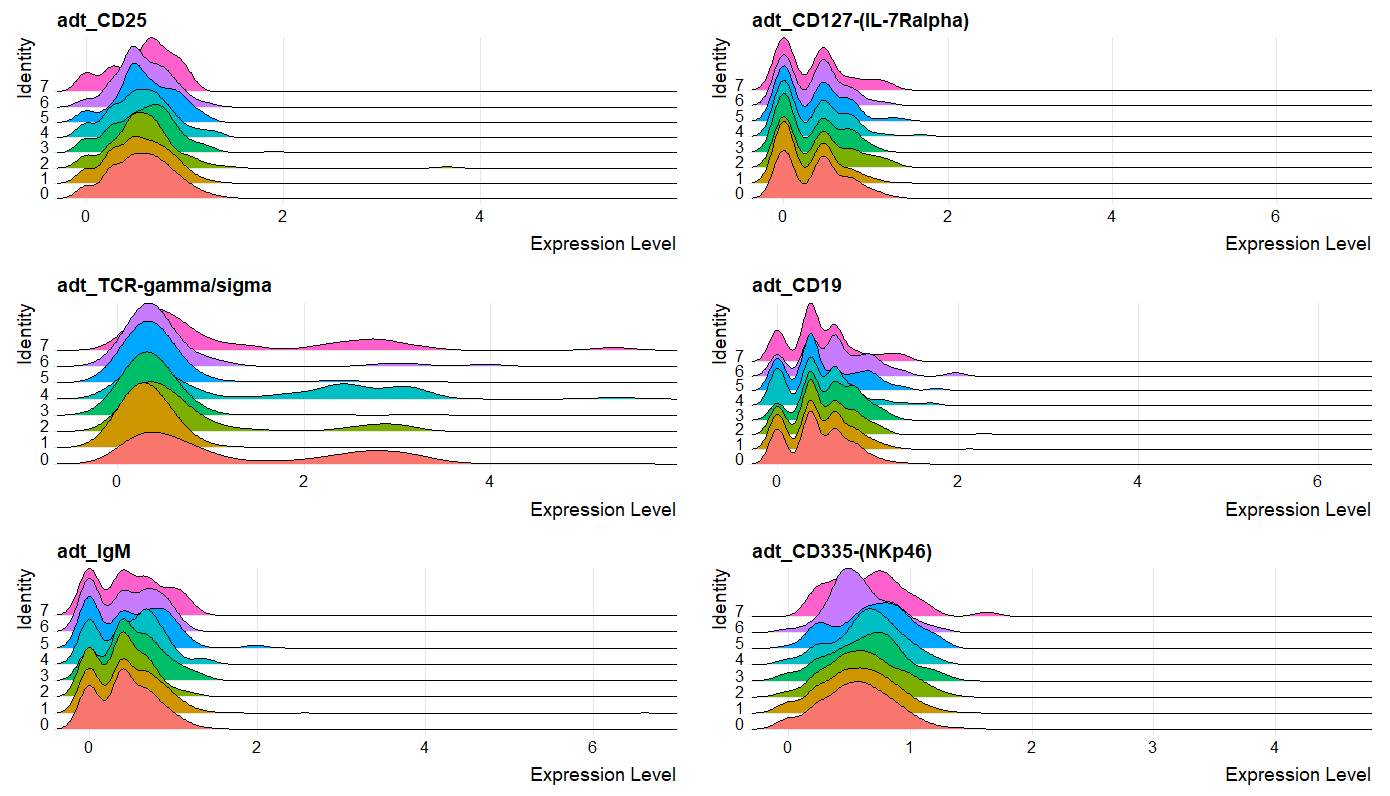 adt_CD25
Identity
7
6
5
4
3
2
1
0
0 2 4
Expression Level
adt_CD127-(IL-7Ralpha)
Identity
7
6
5
4
3
2
1
0
0 2 4 6
Expression Level
adt_TCR-gamma/sigma
Identity
7
6
5
4
3
2
1
0
0 2 4
Expression Level
adt_CD19
Identity
7
6
5
4
3
2
1
0
0 2 4 6
Expression Level
adt_IgM
Identity
7
6
5
4
3
2
1
0
0 2 4 6
Expression Level
adt_CD335-(NKp46)
Identity
7
6
5
4
3
2
1
0
0 1 2 3 4
Expression Level